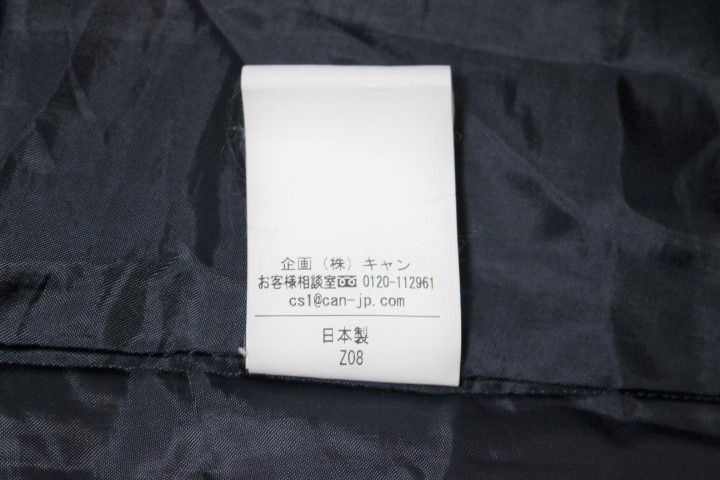 企画（株）キャン
お客様相談室 0120-112961
cs1@can-jp.com
日本製
Z08